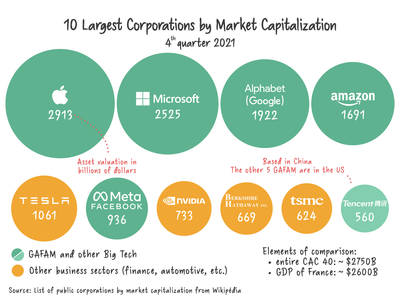 10 Largest Corporations by Market Capitalization
4th quarter 2021
2913
Microsoft
2525
Alphabet
(Google)
1922
amazon
1691
Asset valuation in
billions of dollars
Based in China
The other 5 GAFAM are in the US
TESLA
1061
Meta
FACEBOOK
936
NVIDIA
733
BERKSHIRE
HATHAWAY INC.
669
tsmc
624
Tencent 腾讯
560
GAFAM and other Big Tech
Other business sectors (finance, automotive, etc.)
Elements of comparison:
• entire CAC 40: ~ $2750B
• GDP of France: ~ $2600B
Source: List of public corporations by market capitalization from Wikipédia